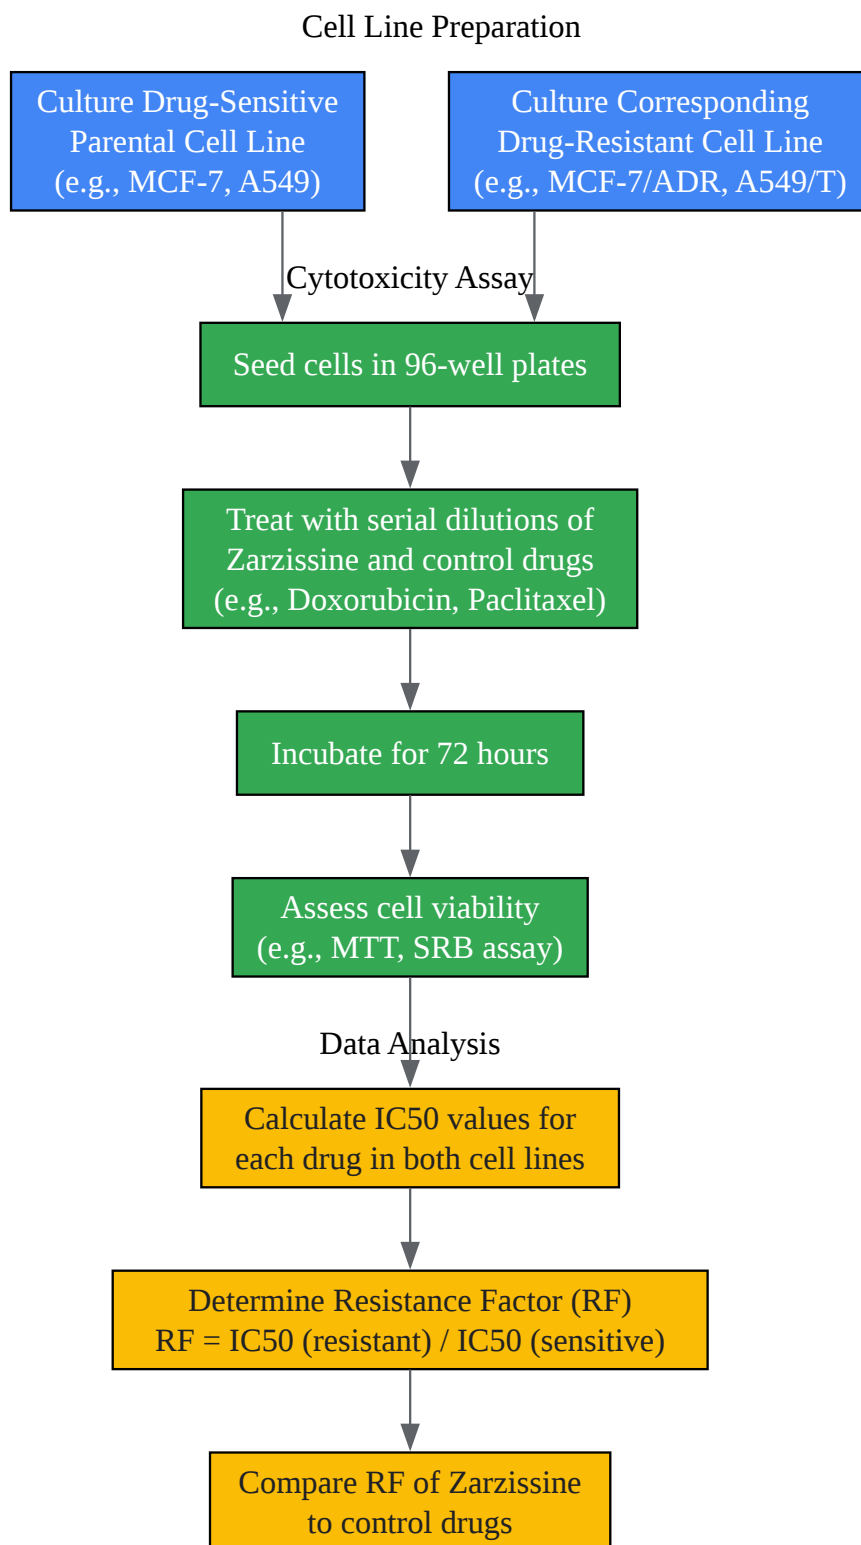 Cell Line Preparation
Culture Drug-Sensitive
Parental Cell Line
(e.g., MCF-7, A549)
Culture Corresponding
Drug-Resistant Cell Line
(e.g., MCF-7/ADR, A549/T)
Cytotoxicity Assay
Seed cells in 96-well plates
Treat with serial dilutions of
Zarzissine and control drugs
(e.g., Doxorubicin, Paclitaxel)
Incubate for 72 hours
Assess cell viability
(e.g., MTT, SRB assay)
Data Analysis
Calculate IC50 values for
each drug in both cell lines
Determine Resistance Factor (RF)
RF = IC50 (resistant) / IC50 (sensitive)
Compare RF of Zarzissine
to control drugs